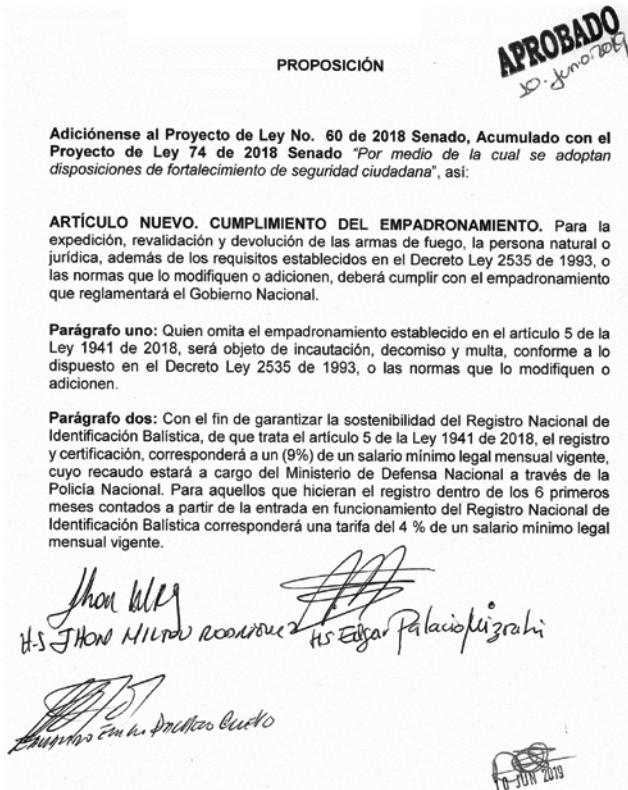 APROBADO
10. Junio. 2019
PROPOSICIÓN
Adiciónense al Proyecto de Ley No. 60 de 2018 Senado, Acumulado con el
Proyecto de Ley 74 de 2018 Senado "Por medio de la cual se adoptan
disposiciones de fortalecimiento de seguridad ciudadana", así:
ARTÍCULO NUEVO. CUMPLIMIENTO DEL EMPADRONAMIENTO. Para la
expedición, revalidación y devolución de las armas de fuego, la persona natural o
jurídica, además de los requisitos establecidos en el Decreto Ley 2535 de 1993, o
las normas que lo modifiquen o adicionen, deberá cumplir con el empadronamiento
que reglamentará el Gobierno Nacional.
Parágrafo uno: Quien omita el empadronamiento establecido en el artículo 5 de la
Ley 1941 de 2018, será objeto de incautación, decomiso y multa, conforme a lo
dispuesto en el Decreto Ley 2535 de 1993, o las normas que lo modifiquen o
adicionen.
Parágrafo dos: Con el fin de garantizar la sostenibilidad del Registro Nacional de
Identificación Balística, de que trata el artículo 5 de la Ley 1941 de 2018, el registro
y certificación, corresponderá a un (9%) de un salario mínimo legal mensual vigente,
cuyo recaudo estará a cargo del Ministerio de Defensa Nacional a través de la
Policía Nacional. Para aquellos que hicieran el registro dentro de los 6 primeros
meses contados a partir de la entrada en funcionamiento del Registro Nacional de
Identificación Balística corresponderá una tarifa del 4 % de un salario mínimo legal
mensual vigente.
Jhon
H-S JHON MILTON RODRIGUEZ HS Edgar Palacio Mizrahi
10 JUN 2019